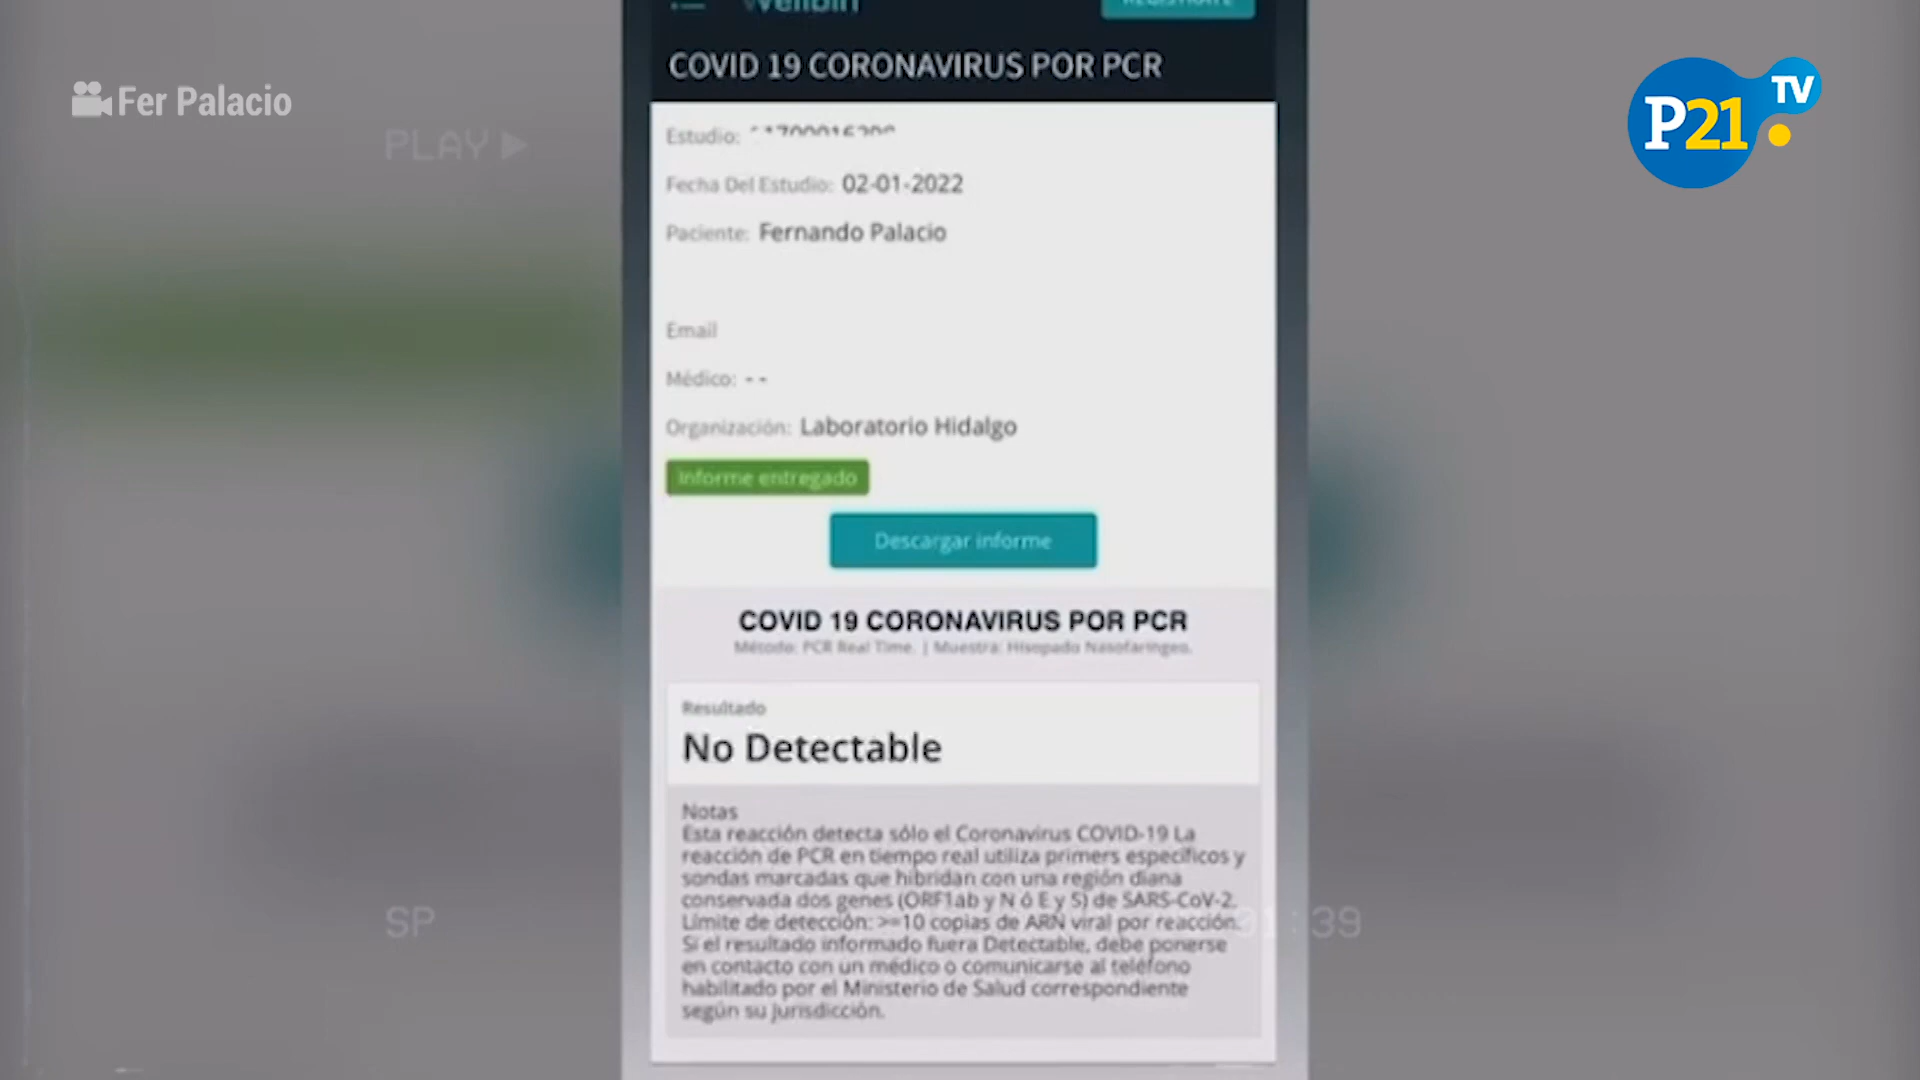 REGISTRATE
COVID 19 CORONAVIRUS POR PCR
Fer Palacio
P21 TV
PLAY
Estudio:
Fecha Del Estudio: 02-01-2022
Paciente: Fernando Palacio
Email
Médico: - -
Organización: Laboratorio Hidalgo
Informe entregado
Descargar informe
COVID 19 CORONAVIRUS POR PCR
Método: PCR Real Time. | Muestra: Hisopado Nasofaríngeo.
Resultado
No Detectable
Notas
Esta reacción detecta sólo el Coronavirus COVID-19 La
reacción de PCR en tiempo real utiliza primers específicos y
sondas marcadas que hibridan con una región diana
conservada dos genes (ORF1ab y N ó E y S) de SARS-CoV-2.
Límite de detección: >=10 copias de ARN viral por reacción.
Si el resultado informado fuera Detectable, debe ponerse
en contacto con un médico o comunicarse al teléfono
habilitado por el Ministerio de Salud correspondiente
según su Jurisdicción.
SP
:39